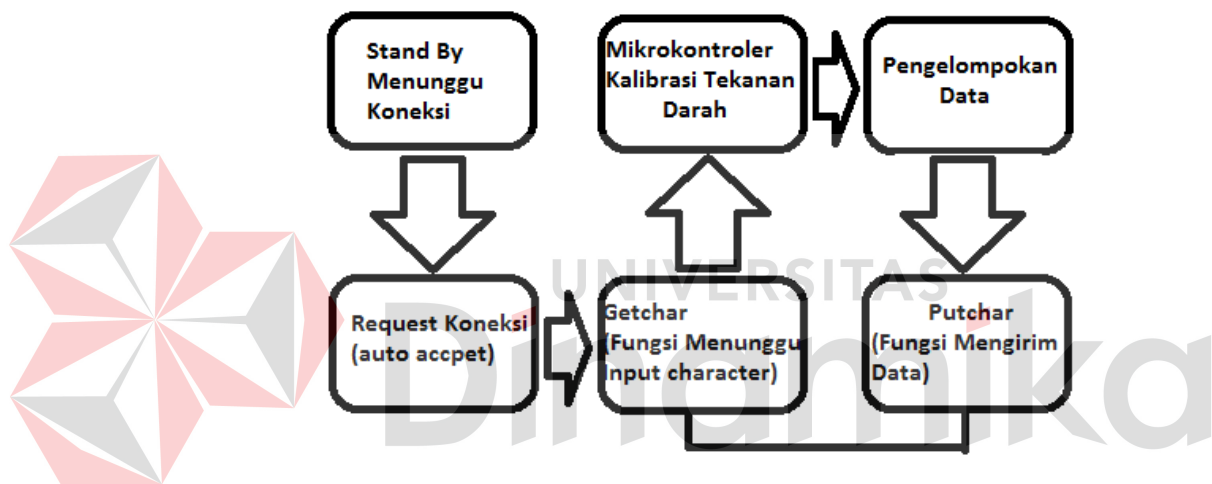 Stand By
Menunggu
Koneksi
Request Koneksi
(auto accpet)
Getchar
(Fungsi Menunggu
Input character)
Mikrokontroler
Kalibrasi Tekanan
Darah
Pengelompokan
Data
Putchar
(Fungsi Mengirim
Data)
UNIVERSITAS
Dinamika